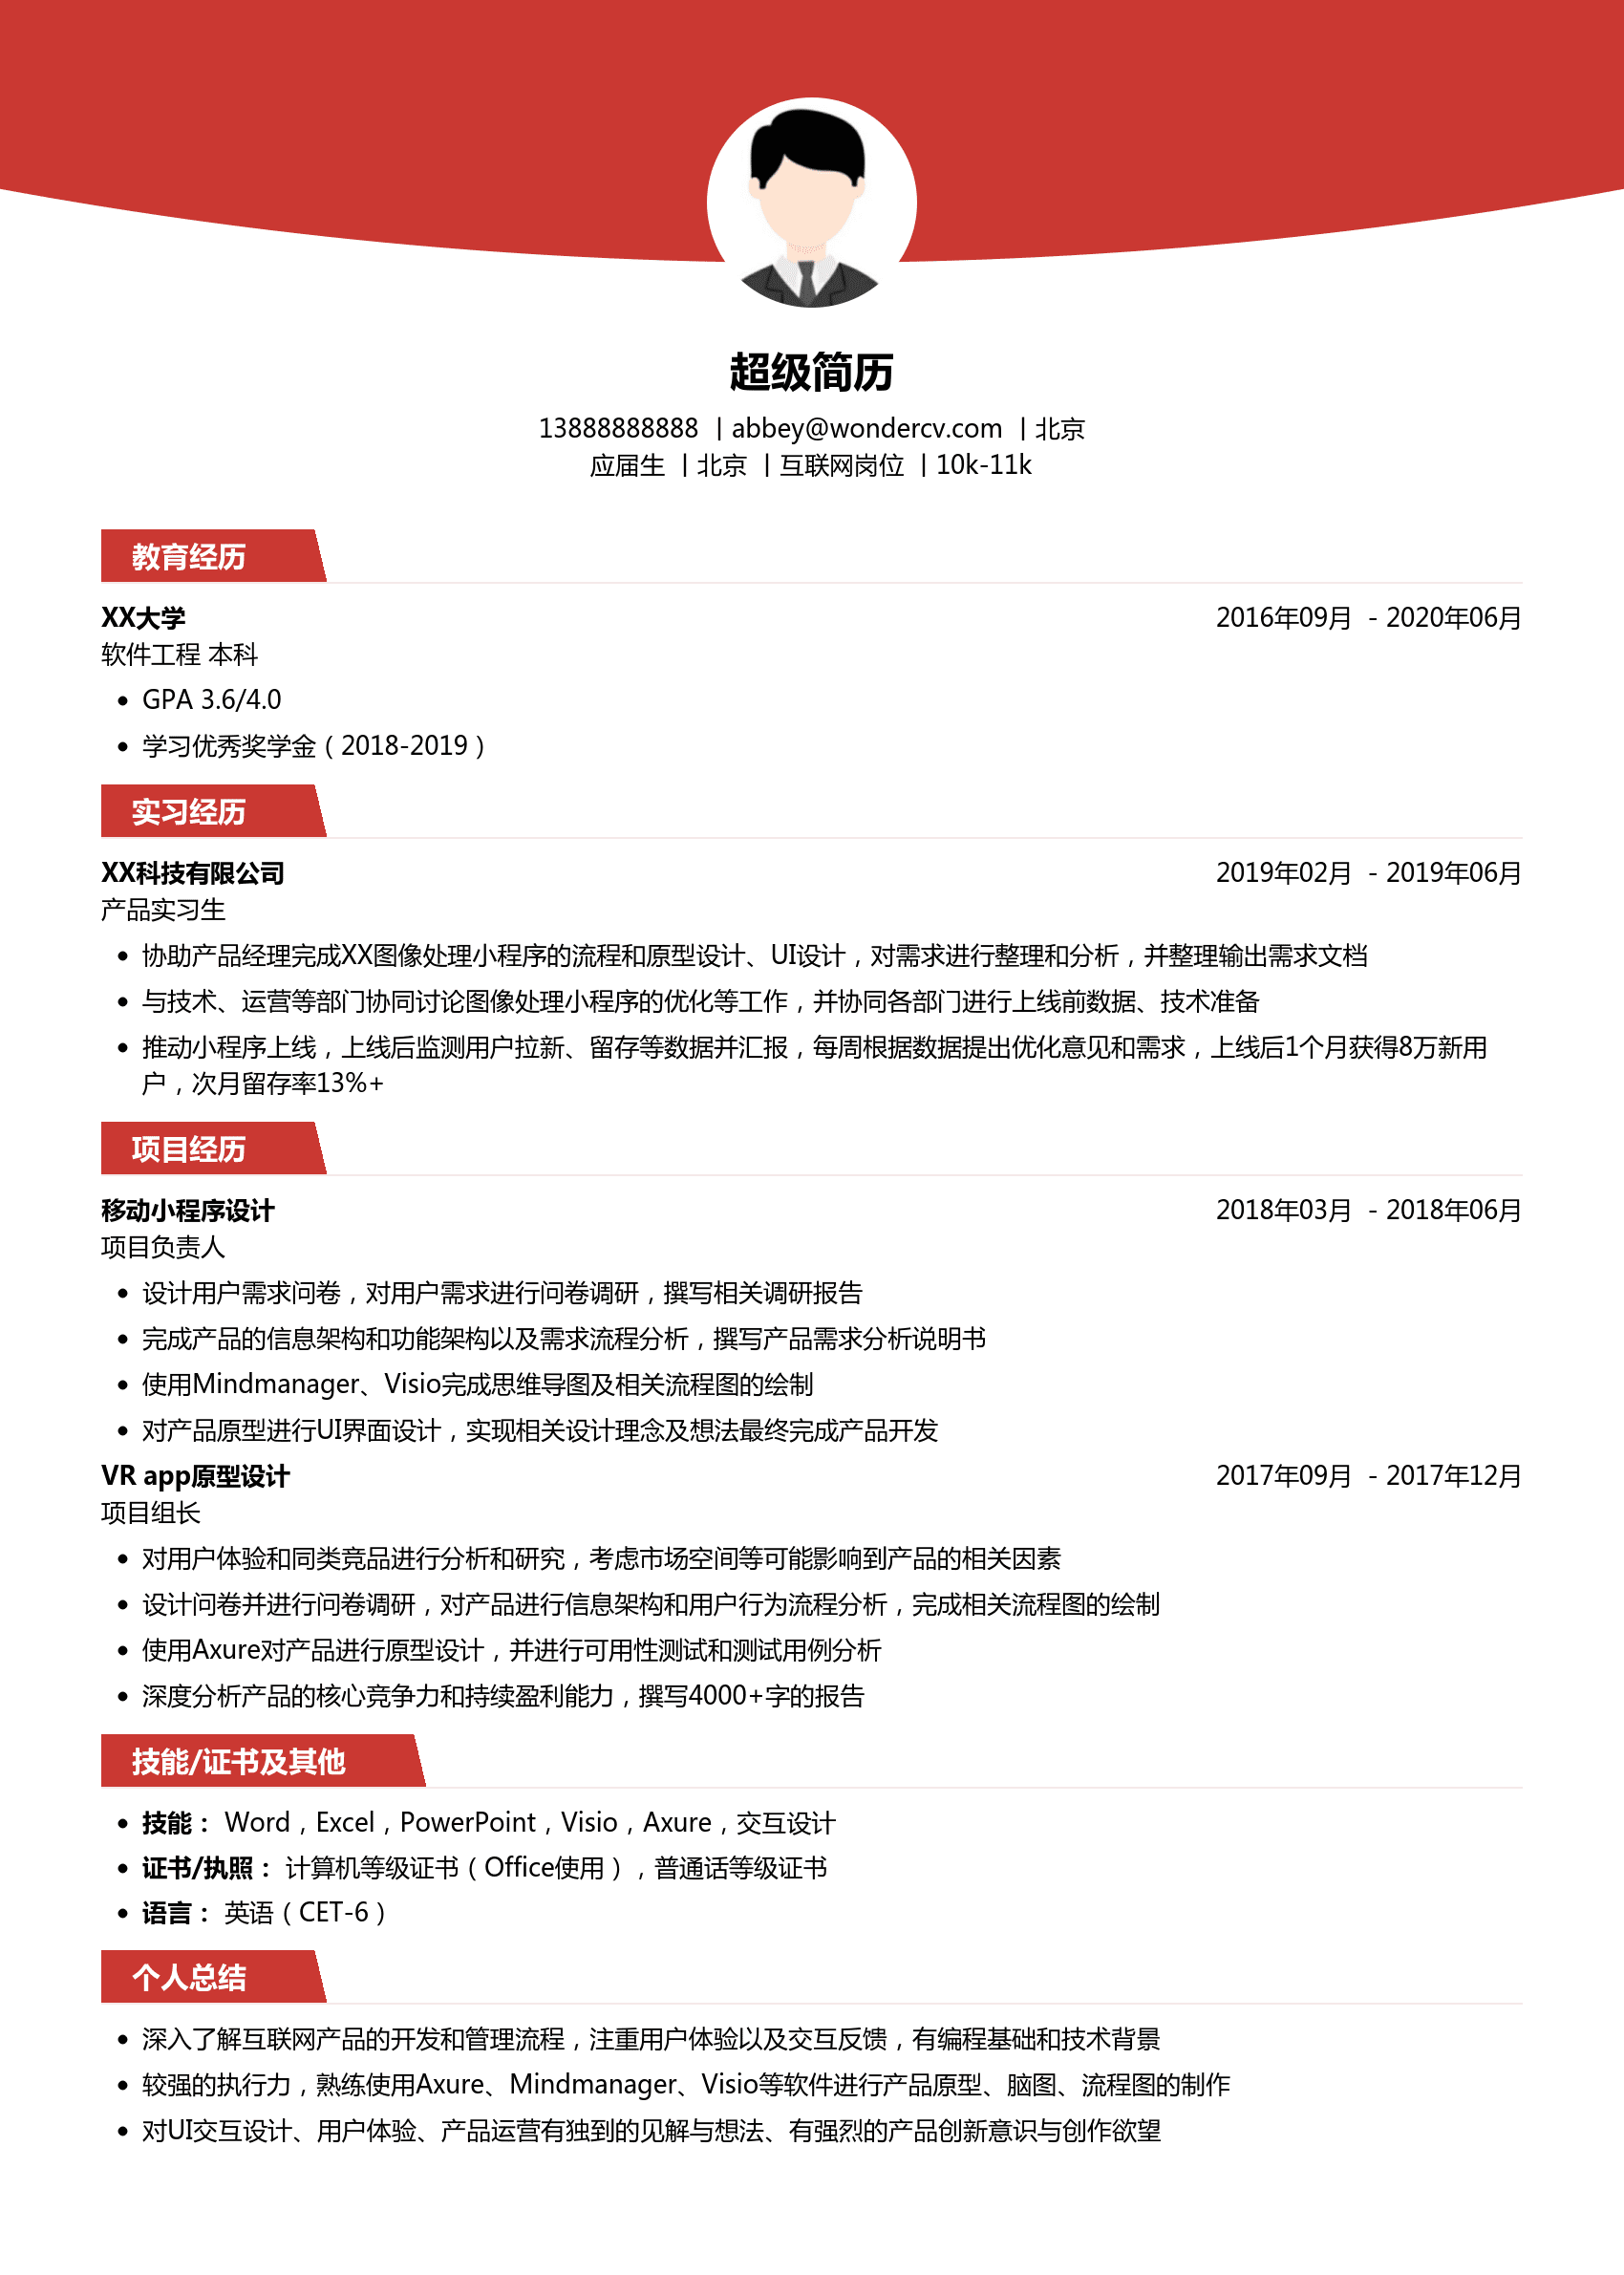 超级简历
13888888888 | abbey@wondercv.com | 北京
应届生 | 北京 | 互联网岗位 | 10k-11k
教育经历
XX大学 2016年09月 - 2020年06月
软件工程 本科
• GPA 3.6/4.0
• 学习优秀奖学金（2018-2019）
实习经历
XX科技有限公司 2019年02月 - 2019年06月
产品实习生
• 协助产品经理完成XX图像处理小程序的流程和原型设计、UI设计，对需求进行整理和分析，并整理输出需求文档
• 与技术、运营等部门协同讨论图像处理小程序的优化等工作，并协同各部门进行上线前数据、技术准备
• 推动小程序上线，上线后监测用户拉新、留存等数据并汇报，每周根据数据提出优化意见和需求，上线后1个月获得8万新用
户，次月留存率13%+
项目经历
移动小程序设计 2018年03月 - 2018年06月
项目负责人
• 设计用户需求问卷，对用户需求进行问卷调研，撰写相关调研报告
• 完成产品的信息架构和功能架构以及需求流程分析，撰写产品需求分析说明书
• 使用Mindmanager、Visio完成思维导图及相关流程图的绘制
• 对产品原型进行UI界面设计，实现相关设计理念及想法最终完成产品开发
VR app原型设计 2017年09月 - 2017年12月
项目组长
• 对用户体验和同类竞品进行分析和研究，考虑市场空间等可能影响到产品的相关因素
• 设计问卷并进行问卷调研，对产品进行信息架构和用户行为流程分析，完成相关流程图的绘制
• 使用Axure对产品进行原型设计，并进行可用性测试和测试用例分析
• 深度分析产品的核心竞争力和持续盈利能力，撰写4000+字的报告
技能/证书及其他
• 技能： Word，Excel，PowerPoint，Visio，Axure，交互设计
• 证书/执照： 计算机等级证书（Office使用），普通话等级证书
• 语言： 英语（CET-6）
个人总结
• 深入了解互联网产品的开发和管理流程，注重用户体验以及交互反馈，有编程基础和技术背景
• 较强的执行力，熟练使用Axure、Mindmanager、Visio等软件进行产品原型、脑图、流程图的制作
• 对UI交互设计、用户体验、产品运营有独到的见解与想法、有强烈的产品创新意识与创作欲望